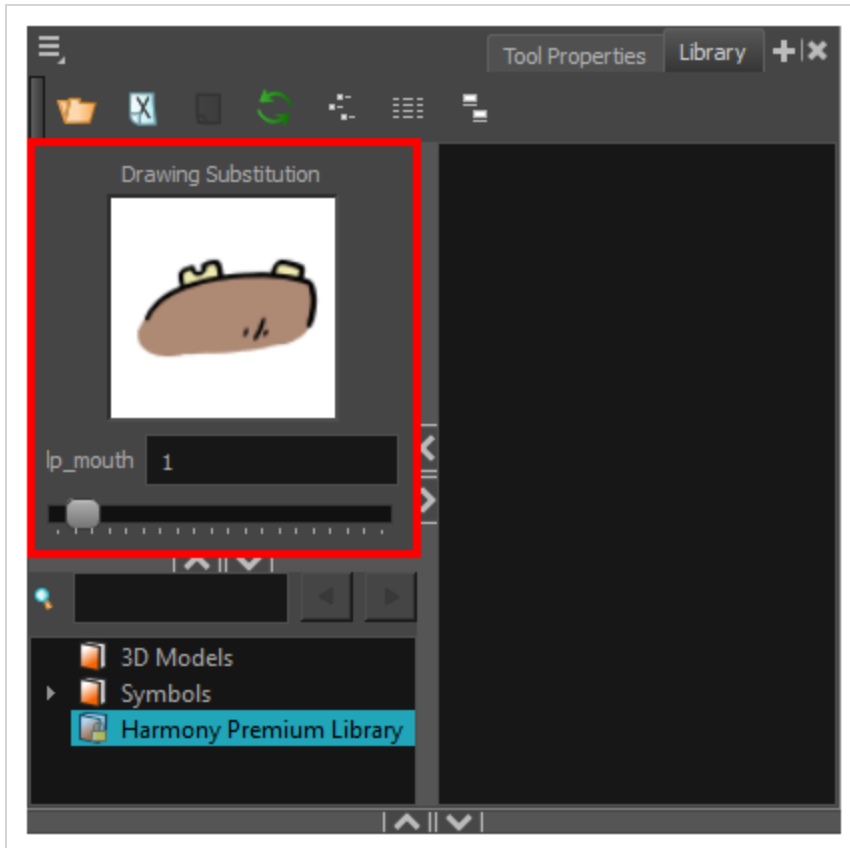 Tool Properties Library
Drawing Substitution
lp_mouth 1
3D Models
Symbols
Harmony Premium Library